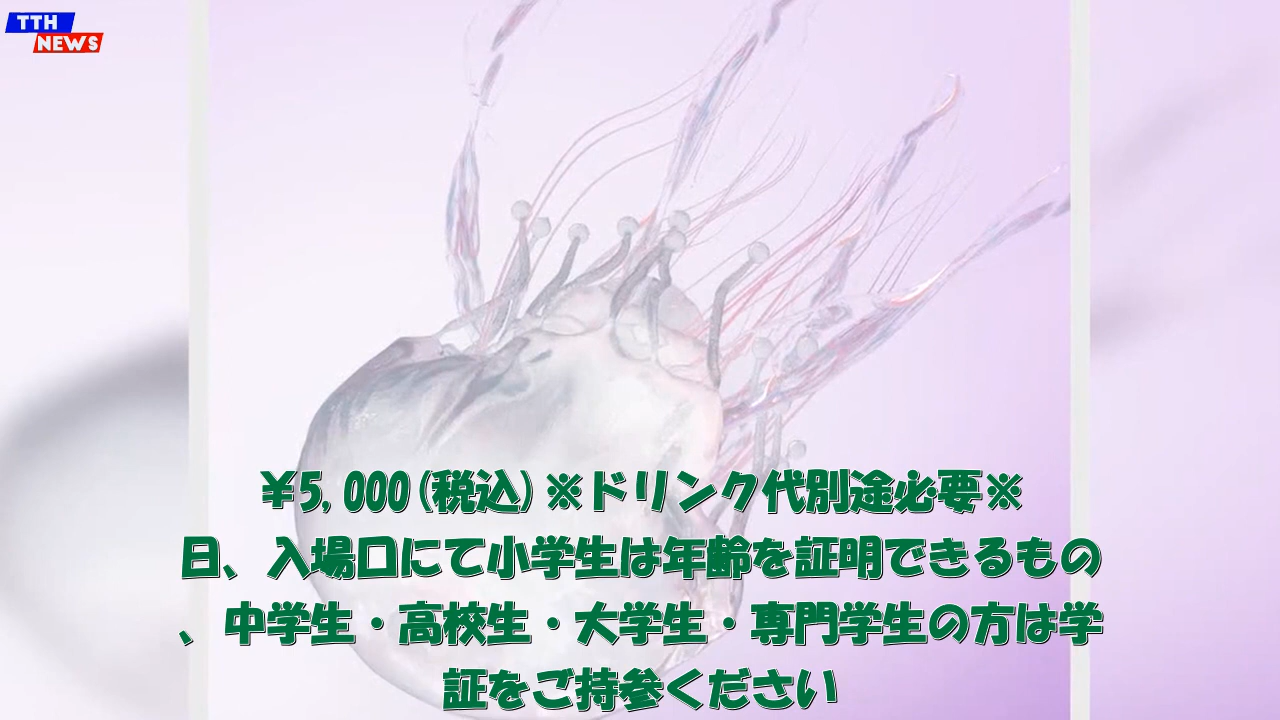 TTH
NEWS
¥5,000(税込)※ドリンク代別途必要※
日、入場口にて小学生は年齢を証明できるもの
、中学生・高校生・大学生・専門学生の方は学
証をご持参ください